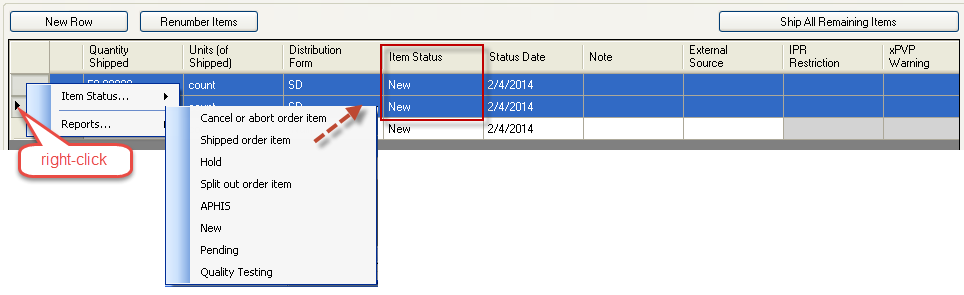 New Row Renumber Items Ship All Remaining Items
Quantity Shipped Units (of Shipped) Distribution Form Item Status Status Date Note External Source IPR Restriction xPVP Warning
count SD New 2/4/2014
New 2/4/2014
New 2/4/2014
Item Status...
Reports...
right-click
Cancel or abort order item
Shipped order item
Hold
Split out order item
APHIS
New
Pending
Quality Testing